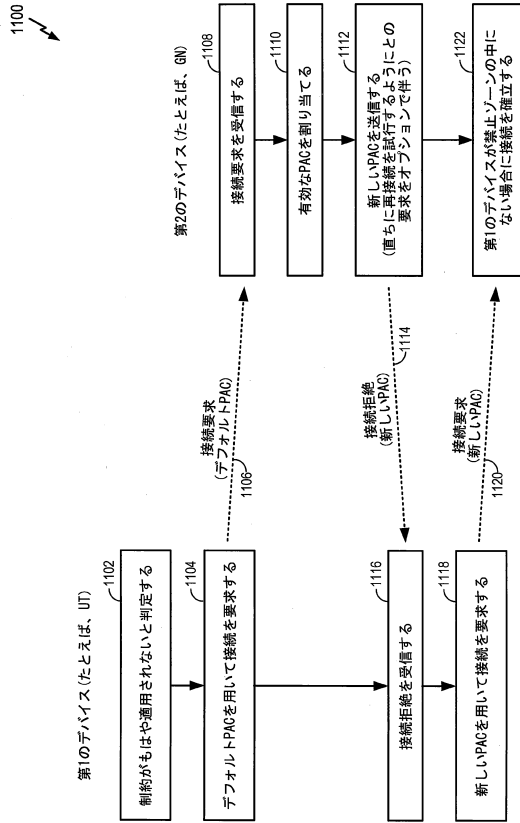 1100
第1のデバイス(たとえば、UT)
第2のデバイス(たとえば、GN)
1102
制約がもはや適用されないと判定する
1104
デフォルトPACを用いて接続を要求する
接続要求
(デフォルトPAC)
1106
1108
接続要求を受信する
1110
有効なPACを割り当てる
1112
新しいPACを送信する
(直ちに再接続を試行するようにとの
要求をオプションで伴う)
接続拒絶
(新しいPAC)
1114
1116
接続拒絶を受信する
1118
新しいPACを用いて接続を要求する
接続要求
(新しいPAC)
1120
1122
第1のデバイスが禁止ゾーンの中に
ない場合に接続を確立する